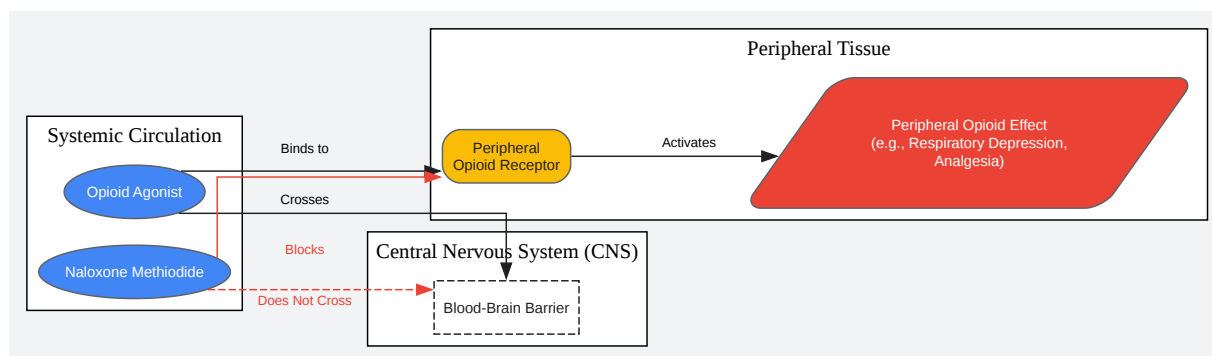 Peripheral Tissue
Systemic Circulation
Opioid Agonist
Naloxone Methiodide
Binds to
Crosses
Blocks
Does Not Cross
Peripheral
Opioid Receptor
Activates
Peripheral Opioid Effect
(e.g., Respiratory Depression,
Analgesia)
Central Nervous System (CNS)
Blood-Brain Barrier